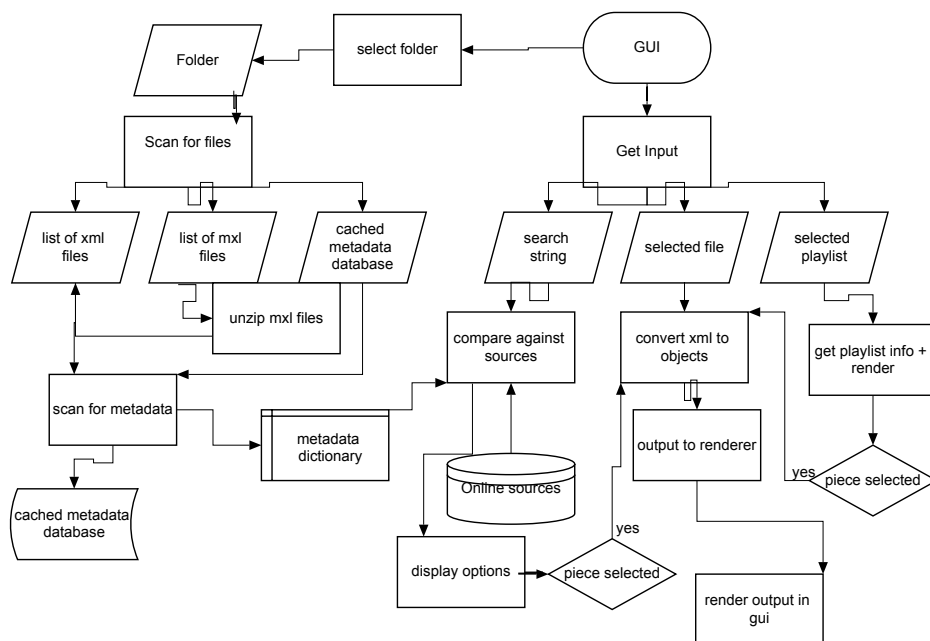 GUI
select folder
Folder
Scan for files
Get Input
list of xml
files
list of mxl
files
cached
metadata
database
search
string
selected file
selected
playlist
unzip mxl files
compare against
sources
convert xml to
objects
get playlist info +
render
scan for metadata
metadata
dictionary
output to renderer
yes
piece selected
Online sources
cached metadata
database
yes
display options
piece selected
render output in
gui